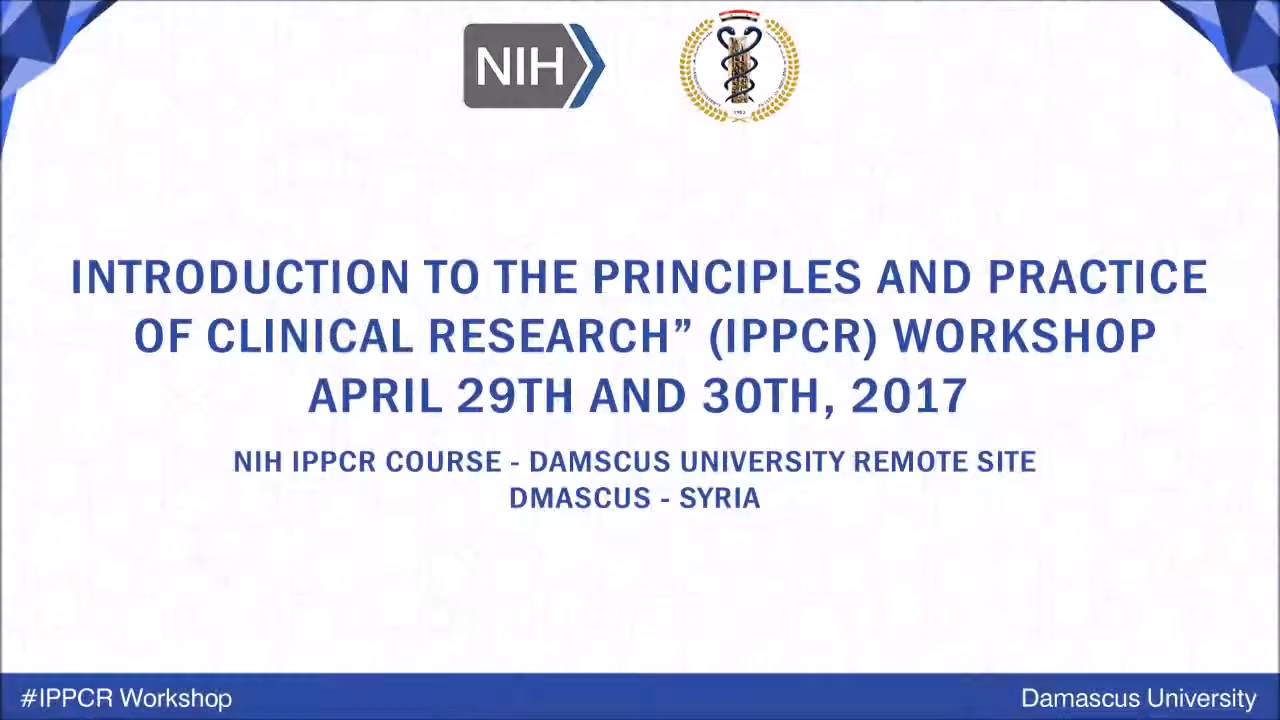 NIH
1903
INTRODUCTION TO THE PRINCIPLES AND PRACTICE
OF CLINICAL RESEARCH” (IPPCR) WORKSHOP
APRIL 29TH AND 30TH, 2017
NIH IPPCR COURSE - DAMSCUS UNIVERSITY REMOTE SITE
DMASCUS - SYRIA
#IPPCR Workshop
Damascus University